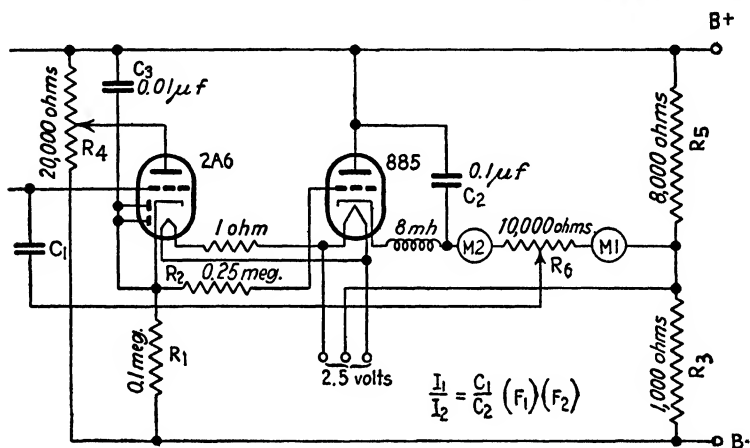 B+
C3
0.01µf
20,000 ohms
R4
2A6
885
0.1µf
C2
8,000 ohms
R5
1 ohm
8 mh
10,000 ohms
M2
M1
R6
C1
R2
0.25 meg.
0.1 meg.
R1
2.5 volts
I1/I2 = C1/C2 (F1)(F2)
1,000 ohms
R3
B-